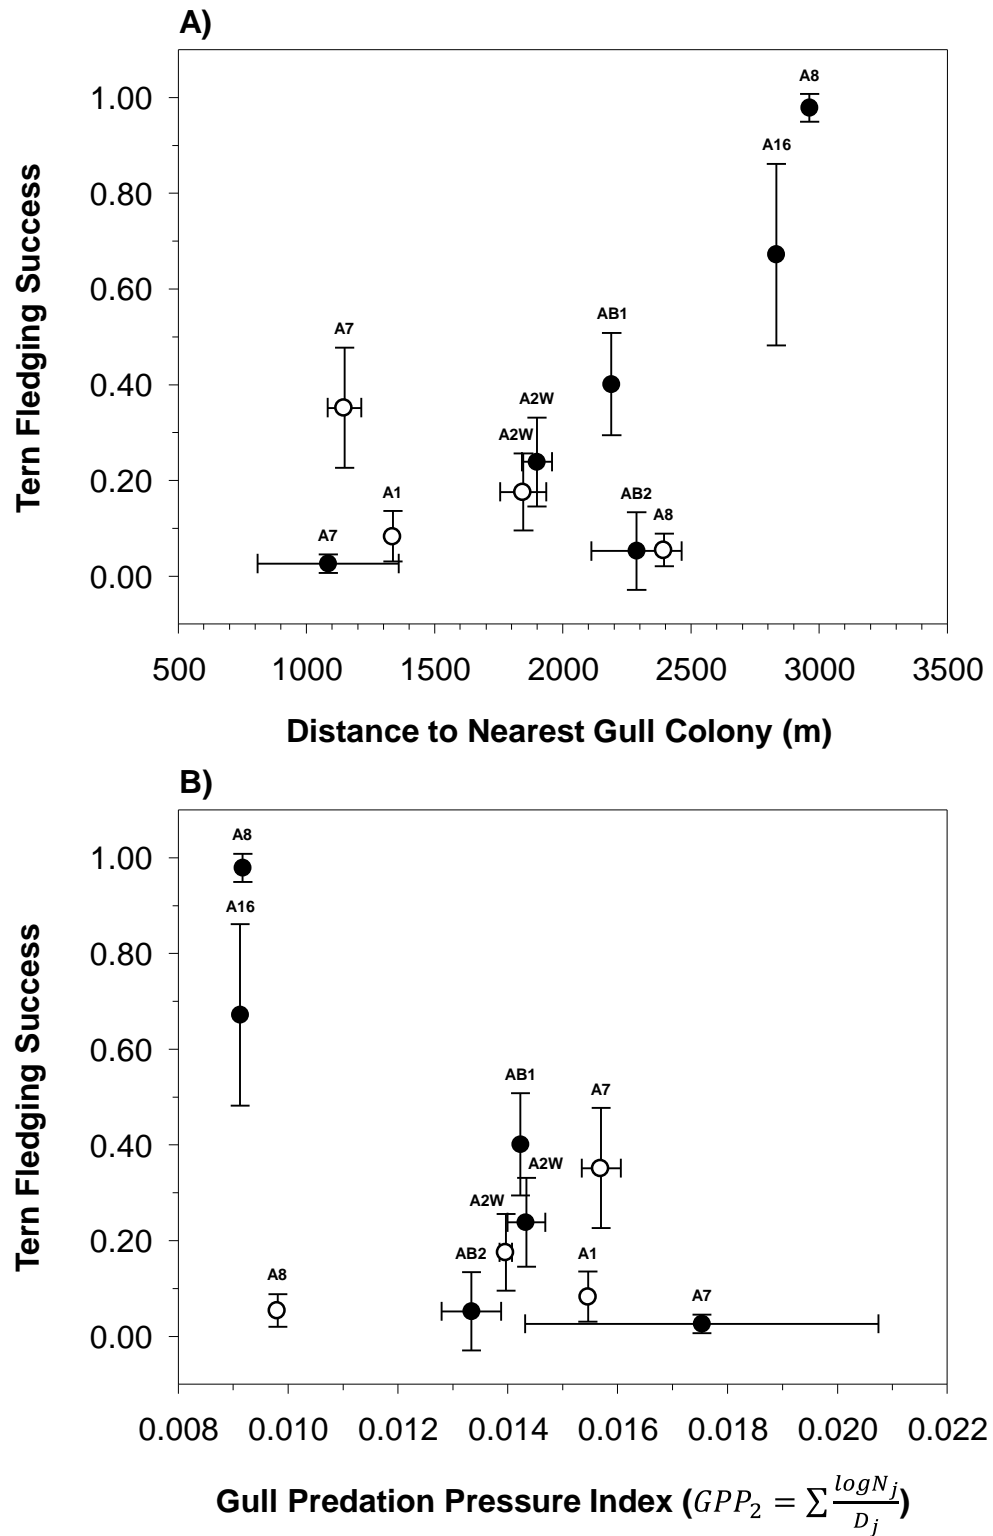 A)
1.00
0.80
0.60
0.40
0.20
0.00
Tern Fledging Success
A8
A16
A7
AB1
A2W
A2W
A1
A7
AB2
A8
500 1000 1500 2000 2500 3000 3500
Distance to Nearest Gull Colony (m)
B)
1.00
0.80
0.60
0.40
0.20
0.00
Tern Fledging Success
A8
A16
AB1
A7
A2W
A2W
AB2
A1
A8
A7
0.008 0.010 0.012 0.014 0.016 0.018 0.020 0.022
Gull Predation Pressure Index (GPP₂ = ∑ logNⱼ / Dⱼ)